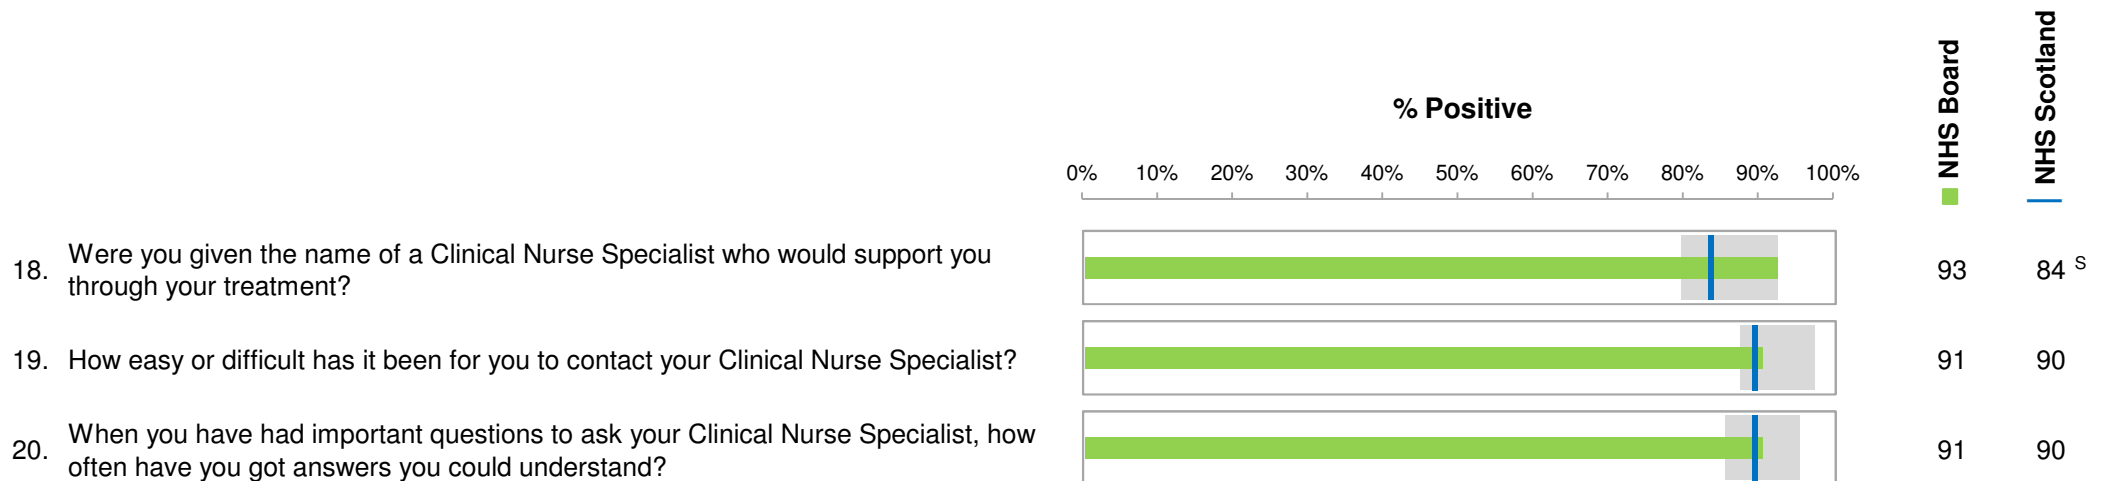 NHS Board
NHS Scotland
% Positive
0% 10% 20% 30% 40% 50% 60% 70% 80% 90% 100%
18. Were you given the name of a Clinical Nurse Specialist who would support you
through your treatment?
93 84 S
19. How easy or difficult has it been for you to contact your Clinical Nurse Specialist?
91 90
20. When you have had important questions to ask your Clinical Nurse Specialist, how
often have you got answers you could understand?
91 90